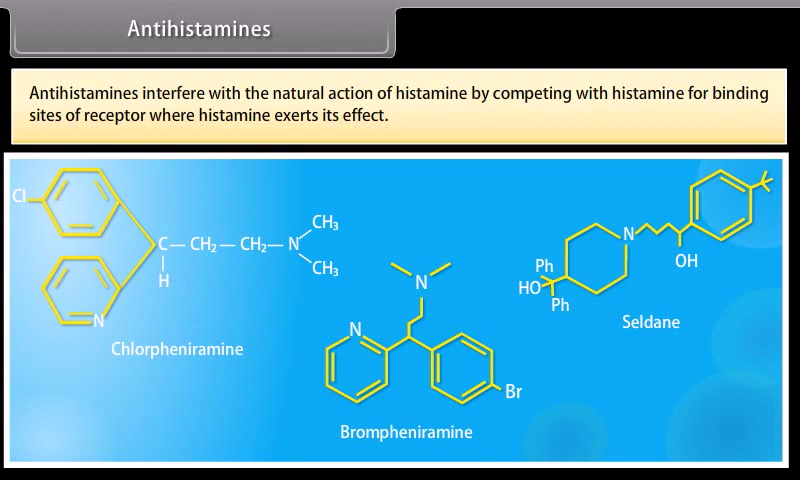 Antihistamines
Antihistamines interfere with the natural action of histamine by competing with histamine for binding
sites of receptor where histamine exerts its effect.
Cl
C — CH₂ — CH₂ — N
CH₃
CH₃
H
N
Chlorpheniramine
N
N
Br
Brompheniramine
N
OH
Ph
HO
Ph
Seldane